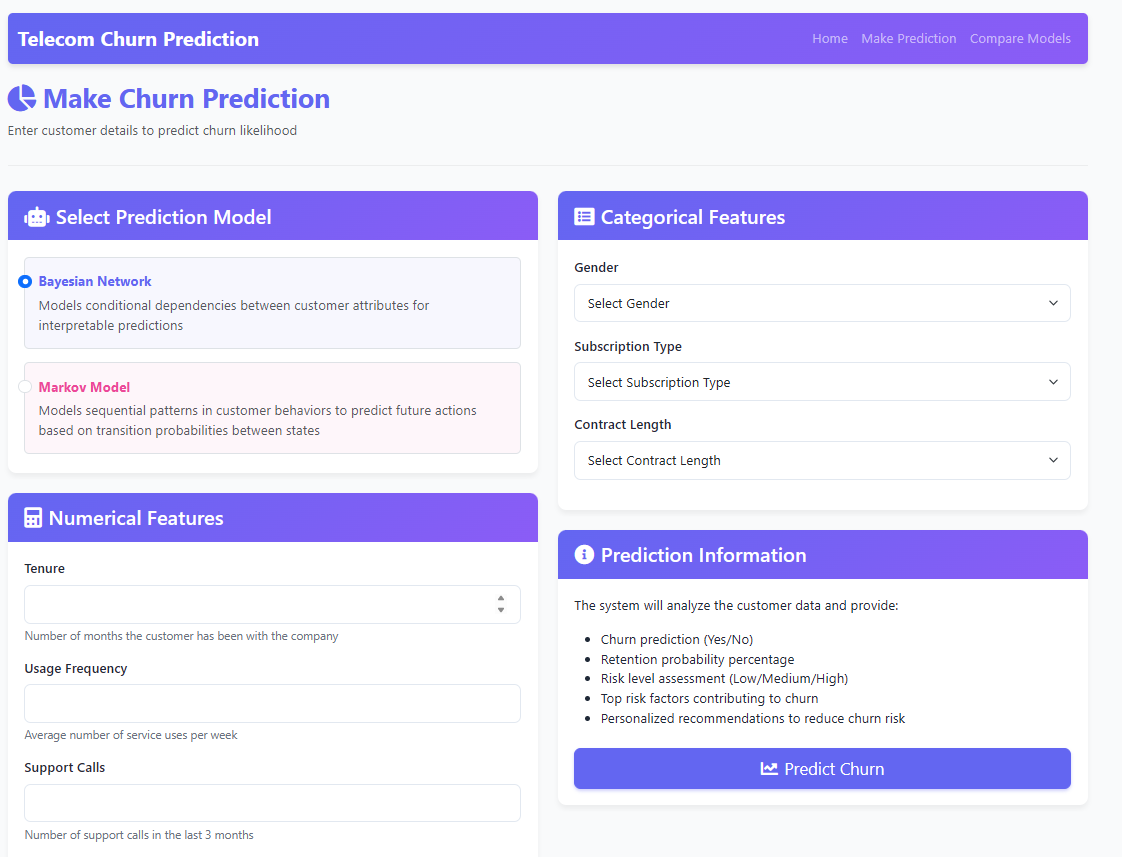 Telecom Churn Prediction
Home Make Prediction Compare Models
Make Churn Prediction
Enter customer details to predict churn likelihood
Select Prediction Model
Bayesian Network
Models conditional dependencies between customer attributes for
interpretable predictions
Markov Model
Models sequential patterns in customer behaviors to predict future actions
based on transition probabilities between states
Numerical Features
Tenure
Number of months the customer has been with the company
Usage Frequency
Average number of service uses per week
Support Calls
Number of support calls in the last 3 months
Categorical Features
Gender
Select Gender
Subscription Type
Select Subscription Type
Contract Length
Select Contract Length
Prediction Information
The system will analyze the customer data and provide:
Churn prediction (Yes/No)
Retention probability percentage
Risk level assessment (Low/Medium/High)
Top risk factors contributing to churn
Personalized recommendations to reduce churn risk
Predict Churn